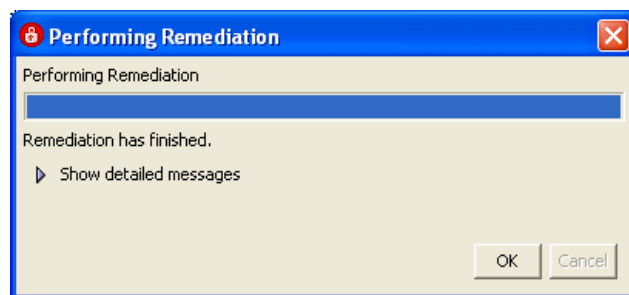 Performing Remediation
Performing Remediation
Remediation has finished.
Show detailed messages
OK Cancel